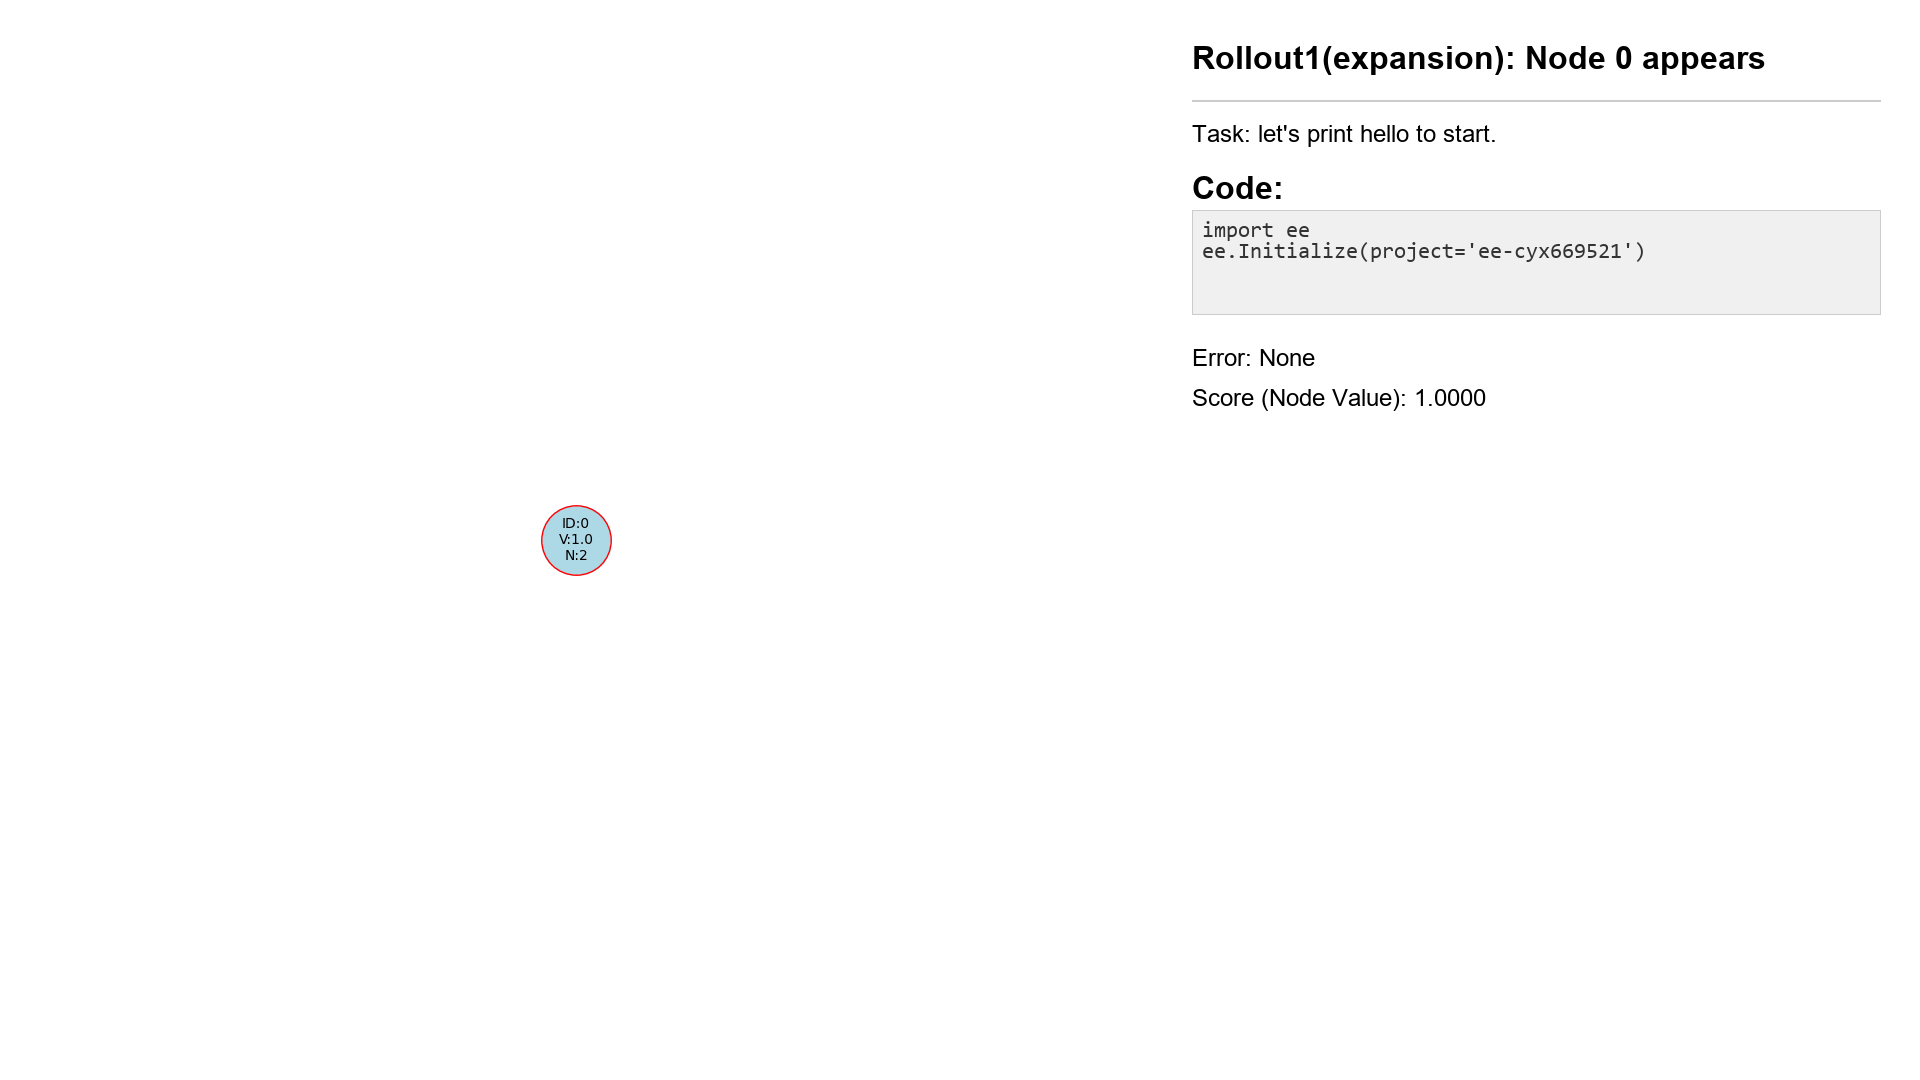 Rollout1(expansion): Node 0 appears
Task: let's print hello to start.
Code:
import ee
ee.Initialize(project='ee-cyx669521')
Error: None
Score (Node Value): 1.0000
ID:0
V:1.0
N:2